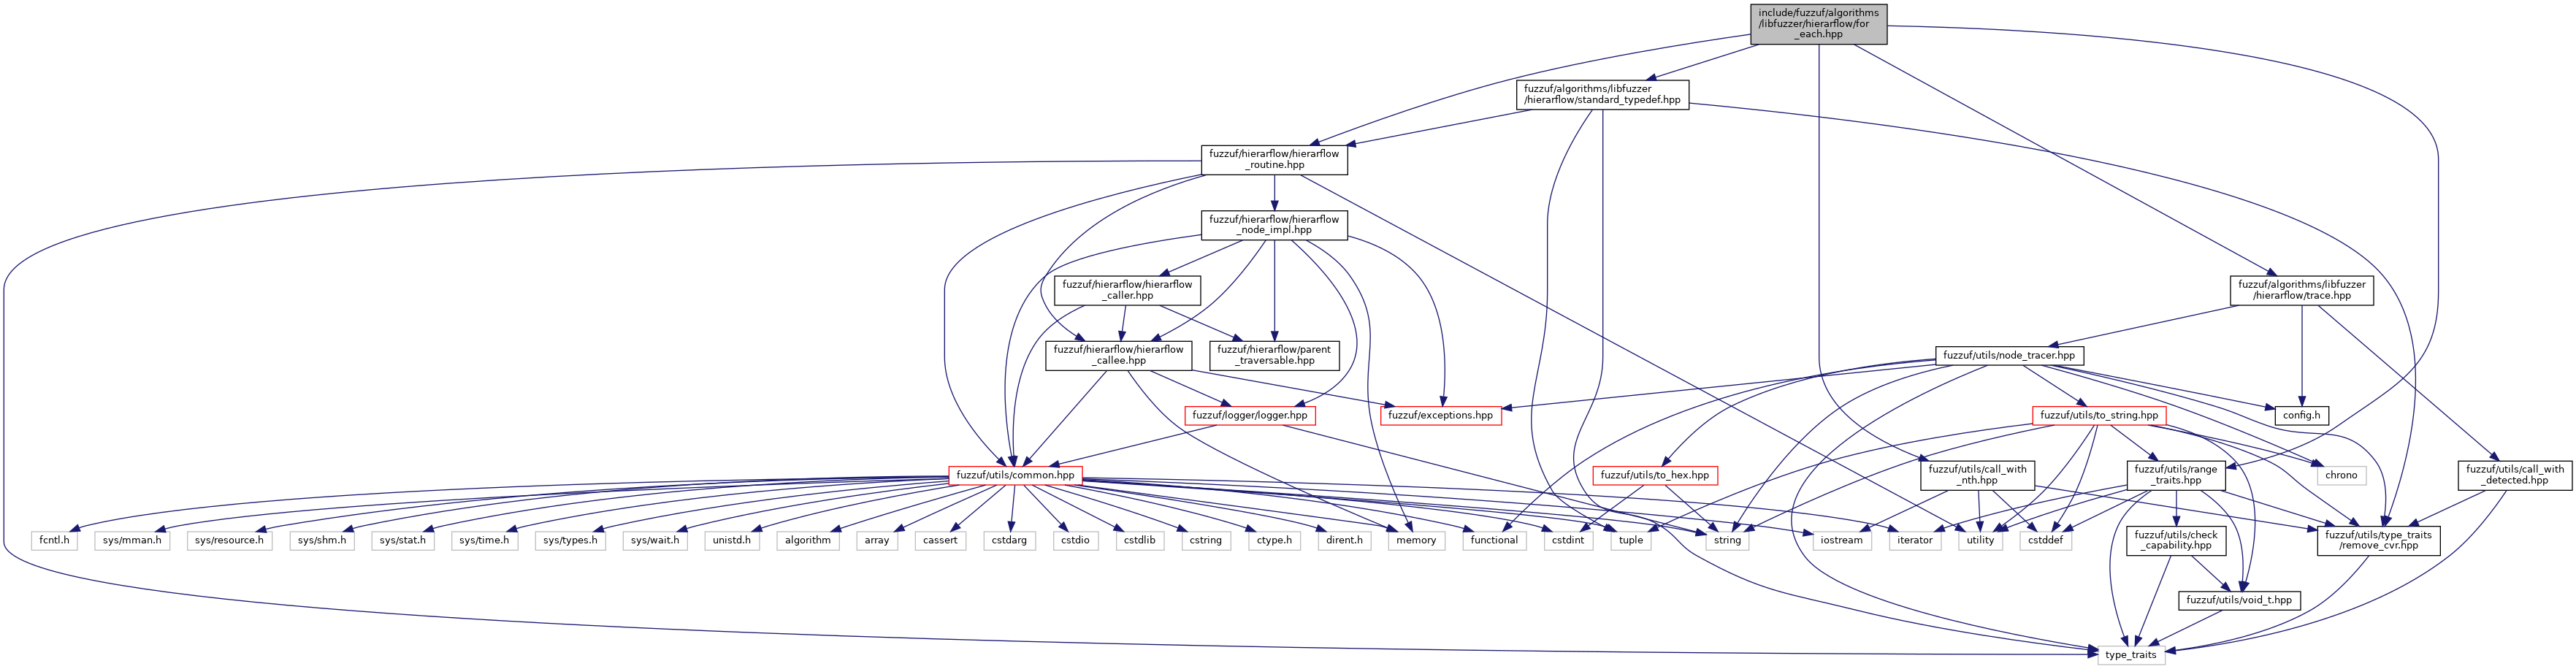 include/fuzzuf/algorithms
/libfuzzer/hierarflow/for
_each.hpp
fuzzuf/algorithms/libfuzzer
/hierarflow/standard_typedef.hpp
fuzzuf/hierarflow/hierarflow
_routine.hpp
fuzzuf/hierarflow/hierarflow
_node_impl.hpp
fuzzuf/hierarflow/hierarflow
_caller.hpp
fuzzuf/algorithms/libfuzzer
/hierarflow/trace.hpp
fuzzuf/hierarflow/hierarflow
_callee.hpp
fuzzuf/hierarflow/parent
_traversable.hpp
fuzzuf/utils/node_tracer.hpp
fuzzuf/logger/logger.hpp
fuzzuf/exceptions.hpp
fuzzuf/utils/to_string.hpp
config.h
fuzzuf/utils/common.hpp
fuzzuf/utils/to_hex.hpp
fuzzuf/utils/call_with
_nth.hpp
fuzzuf/utils/range
_traits.hpp
chrono
fuzzuf/utils/call_with
_detected.hpp
fcntl.h
sys/mman.h
sys/resource.h
sys/shm.h
sys/stat.h
sys/time.h
sys/types.h
sys/wait.h
unistd.h
algorithm
array
cassert
cstdarg
cstdio
cstdlib
cstring
ctype.h
dirent.h
memory
functional
cstdint
tuple
string
iostream
iterator
utility
cstddef
fuzzuf/utils/check
_capability.hpp
fuzzuf/utils/type_traits
/remove_cvr.hpp
fuzzuf/utils/void_t.hpp
type_traits